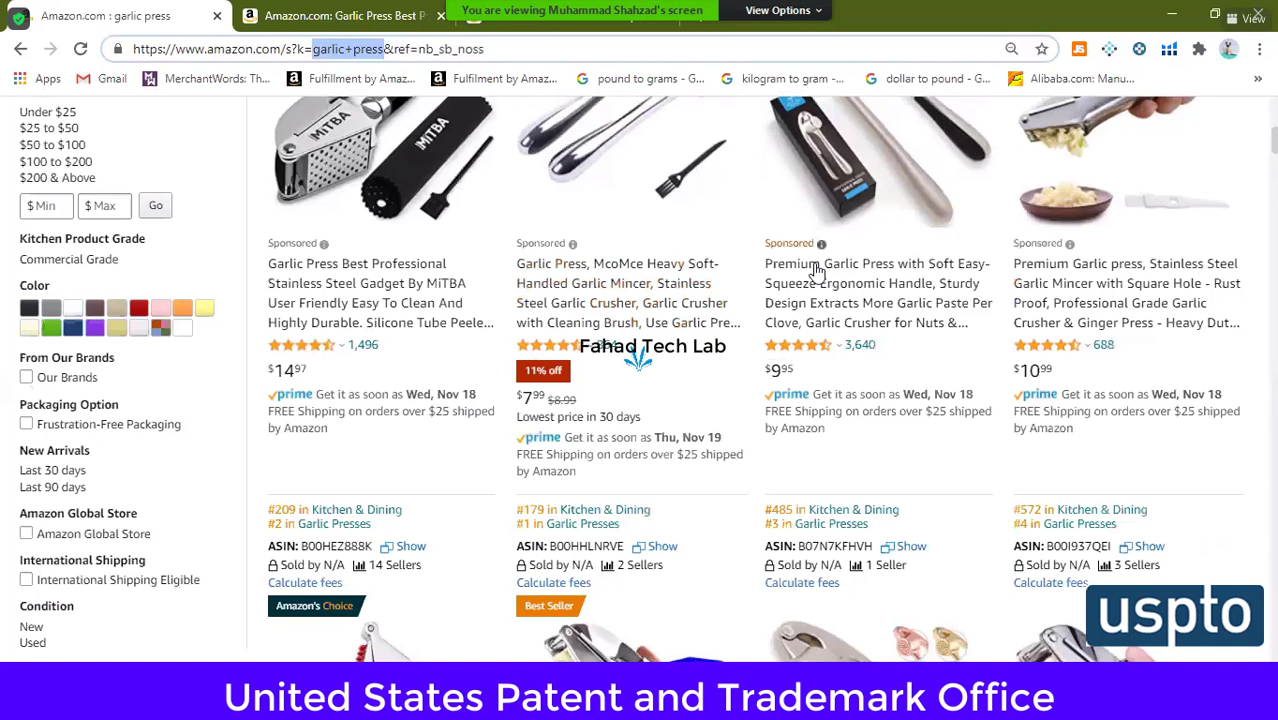 Amazon.com : garlic press
Amazon.com: Garlic Press Best P
You are viewing Muhammad Shahzad's screen
View Options
View
https://www.amazon.com/s?k=garlic+press&ref=nb_sb_noss
Apps
Gmail
MerchantWords: Th...
Fulfillment by Amaz...
Fulfilment by Amaz...
pound to grams - G...
kilogram to gram -...
dollar to pound - G...
Alibaba.com: Manu...
Under $25
$25 to $50
$50 to $100
$100 to $200
$200 & Above
$ Min
$ Max
Go
Kitchen Product Grade
Commercial Grade
Color
From Our Brands
Our Brands
Packaging Option
Frustration-Free Packaging
New Arrivals
Last 30 days
Last 90 days
Amazon Global Store
Amazon Global Store
International Shipping
International Shipping Eligible
Condition
New
Used
MiTBA
MiTBA
Sponsored
Garlic Press Best Professional
Stainless Steel Gadget By MiTBA
User Friendly Easy To Clean And
Highly Durable. Silicone Tube Peele...
1,496
$14 97
prime Get it as soon as Wed, Nov 18
FREE Shipping on orders over $25 shipped
by Amazon
#209 in Kitchen & Dining
#2 in Garlic Presses
ASIN: B00HEZ888K Show
Sold by N/A 14 Sellers
Calculate fees
Amazon's Choice
Sponsored
Garlic Press, McoMce Heavy Soft-
Handled Garlic Mincer, Stainless
Steel Garlic Crusher, Garlic Crusher
with Cleaning Brush, Use Garlic Pre...
Fahad Tech Lab
11% off
$7 99 $8.99
Lowest price in 30 days
prime Get it as soon as Thu, Nov 19
FREE Shipping on orders over $25 shipped
by Amazon
#179 in Kitchen & Dining
#1 in Garlic Presses
ASIN: B00HHLNRVE Show
Sold by N/A 2 Sellers
Calculate fees
Best Seller
Sponsored
Premium Garlic Press with Soft Easy-
Squeeze Ergonomic Handle, Sturdy
Design Extracts More Garlic Paste Per
Clove, Garlic Crusher for Nuts &...
3,640
$9 95
prime Get it as soon as Wed, Nov 18
FREE Shipping on orders over $25 shipped
by Amazon
#485 in Kitchen & Dining
#3 in Garlic Presses
ASIN: B07N7KFHVH Show
Sold by N/A 1 Seller
Calculate fees
Sponsored
Premium Garlic press, Stainless Steel
Garlic Mincer with Square Hole - Rust
Proof, Professional Grade Garlic
Crusher & Ginger Press - Heavy Dut...
688
$10 99
prime Get it as soon as Wed, Nov 18
FREE Shipping on orders over $25 shipped
by Amazon
#572 in Kitchen & Dining
#4 in Garlic Presses
ASIN: B00I937QEI Show
Sold by N/A 3 Sellers
Calculate fees
uspto
United States Patent and Trademark Office